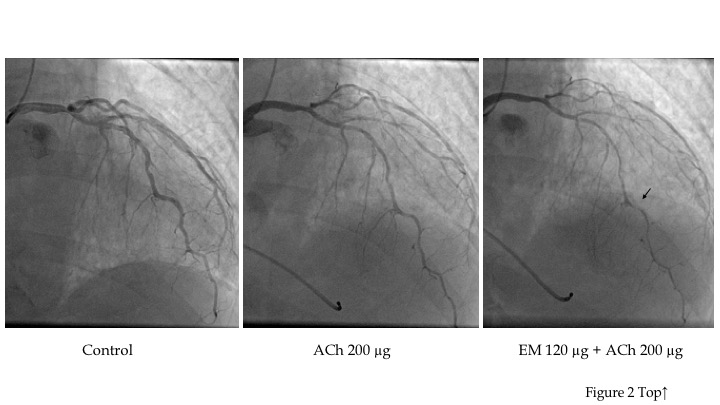 Control
ACh 200 µg
EM 120 µg + ACh 200 µg
Figure 2 Top↑